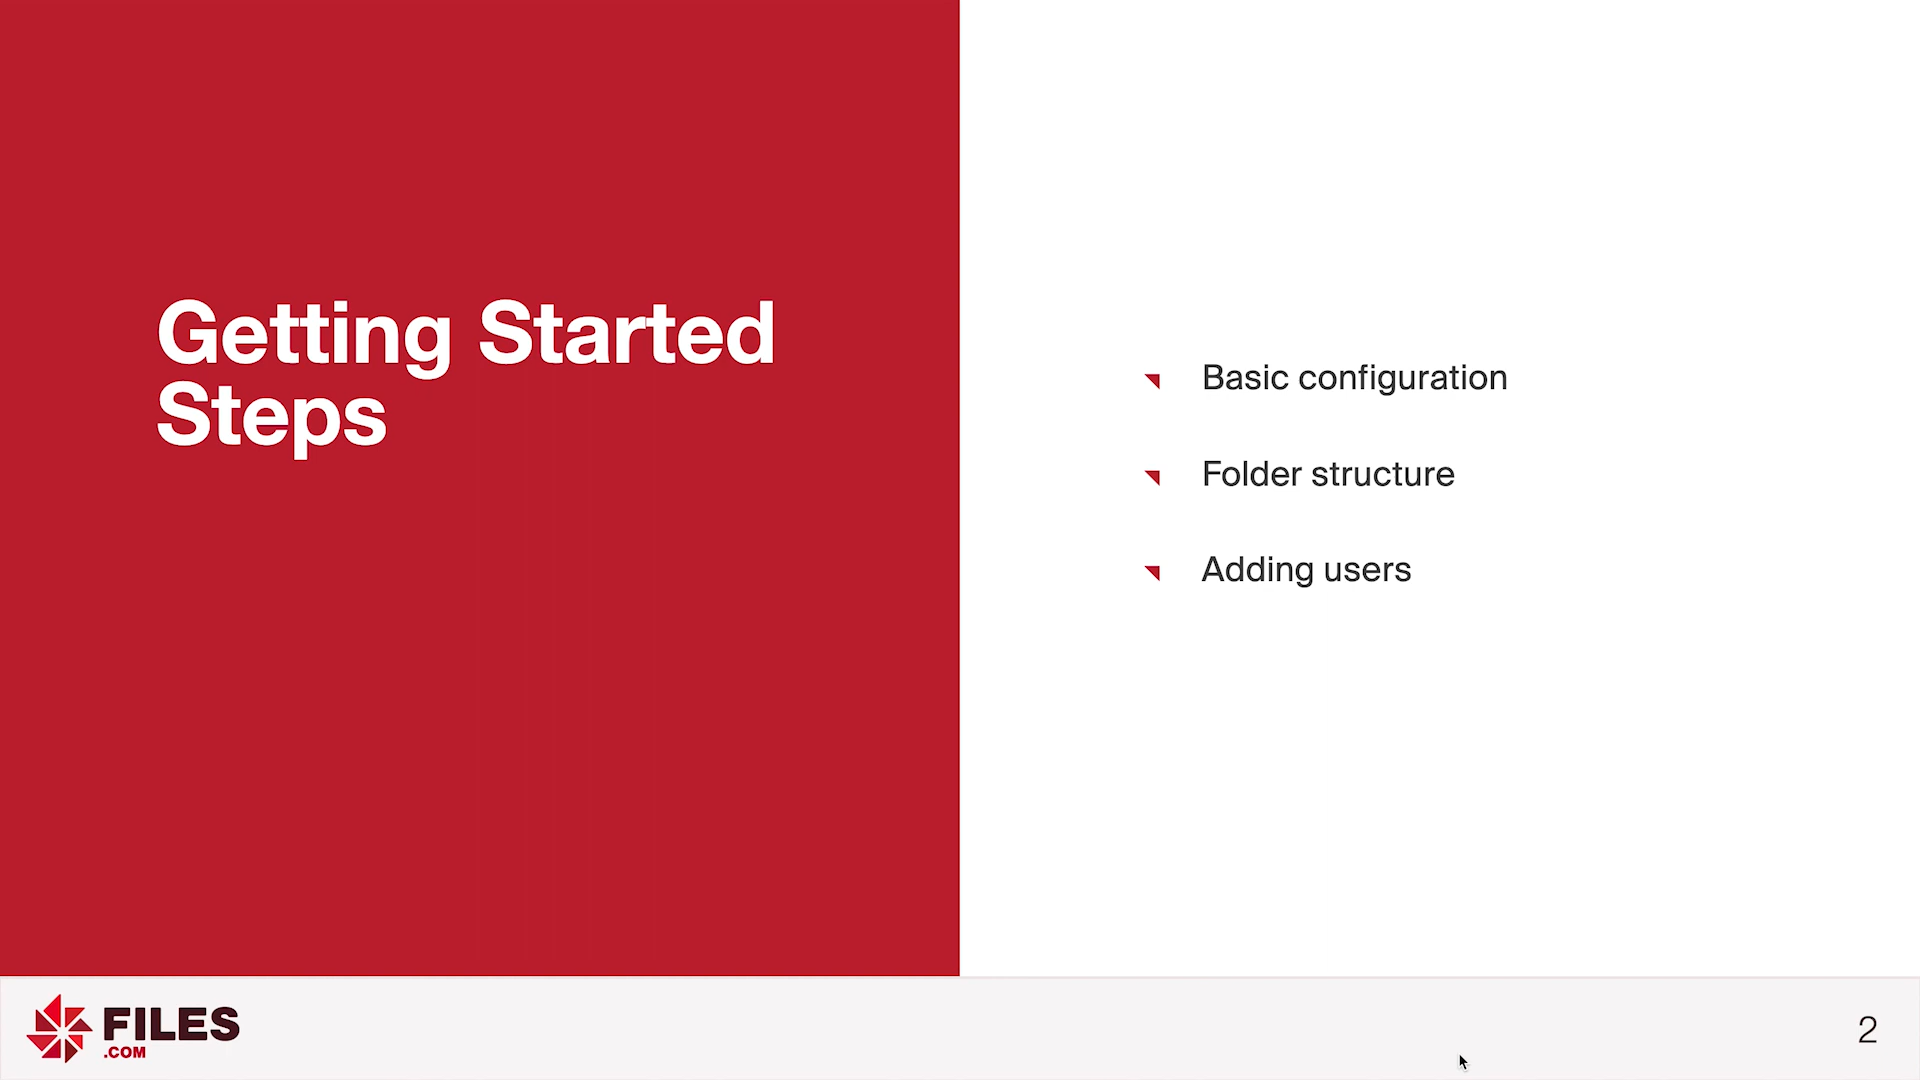 Getting Started
Steps
Basic configuration
Folder structure
Adding users
FILES
.COM
2